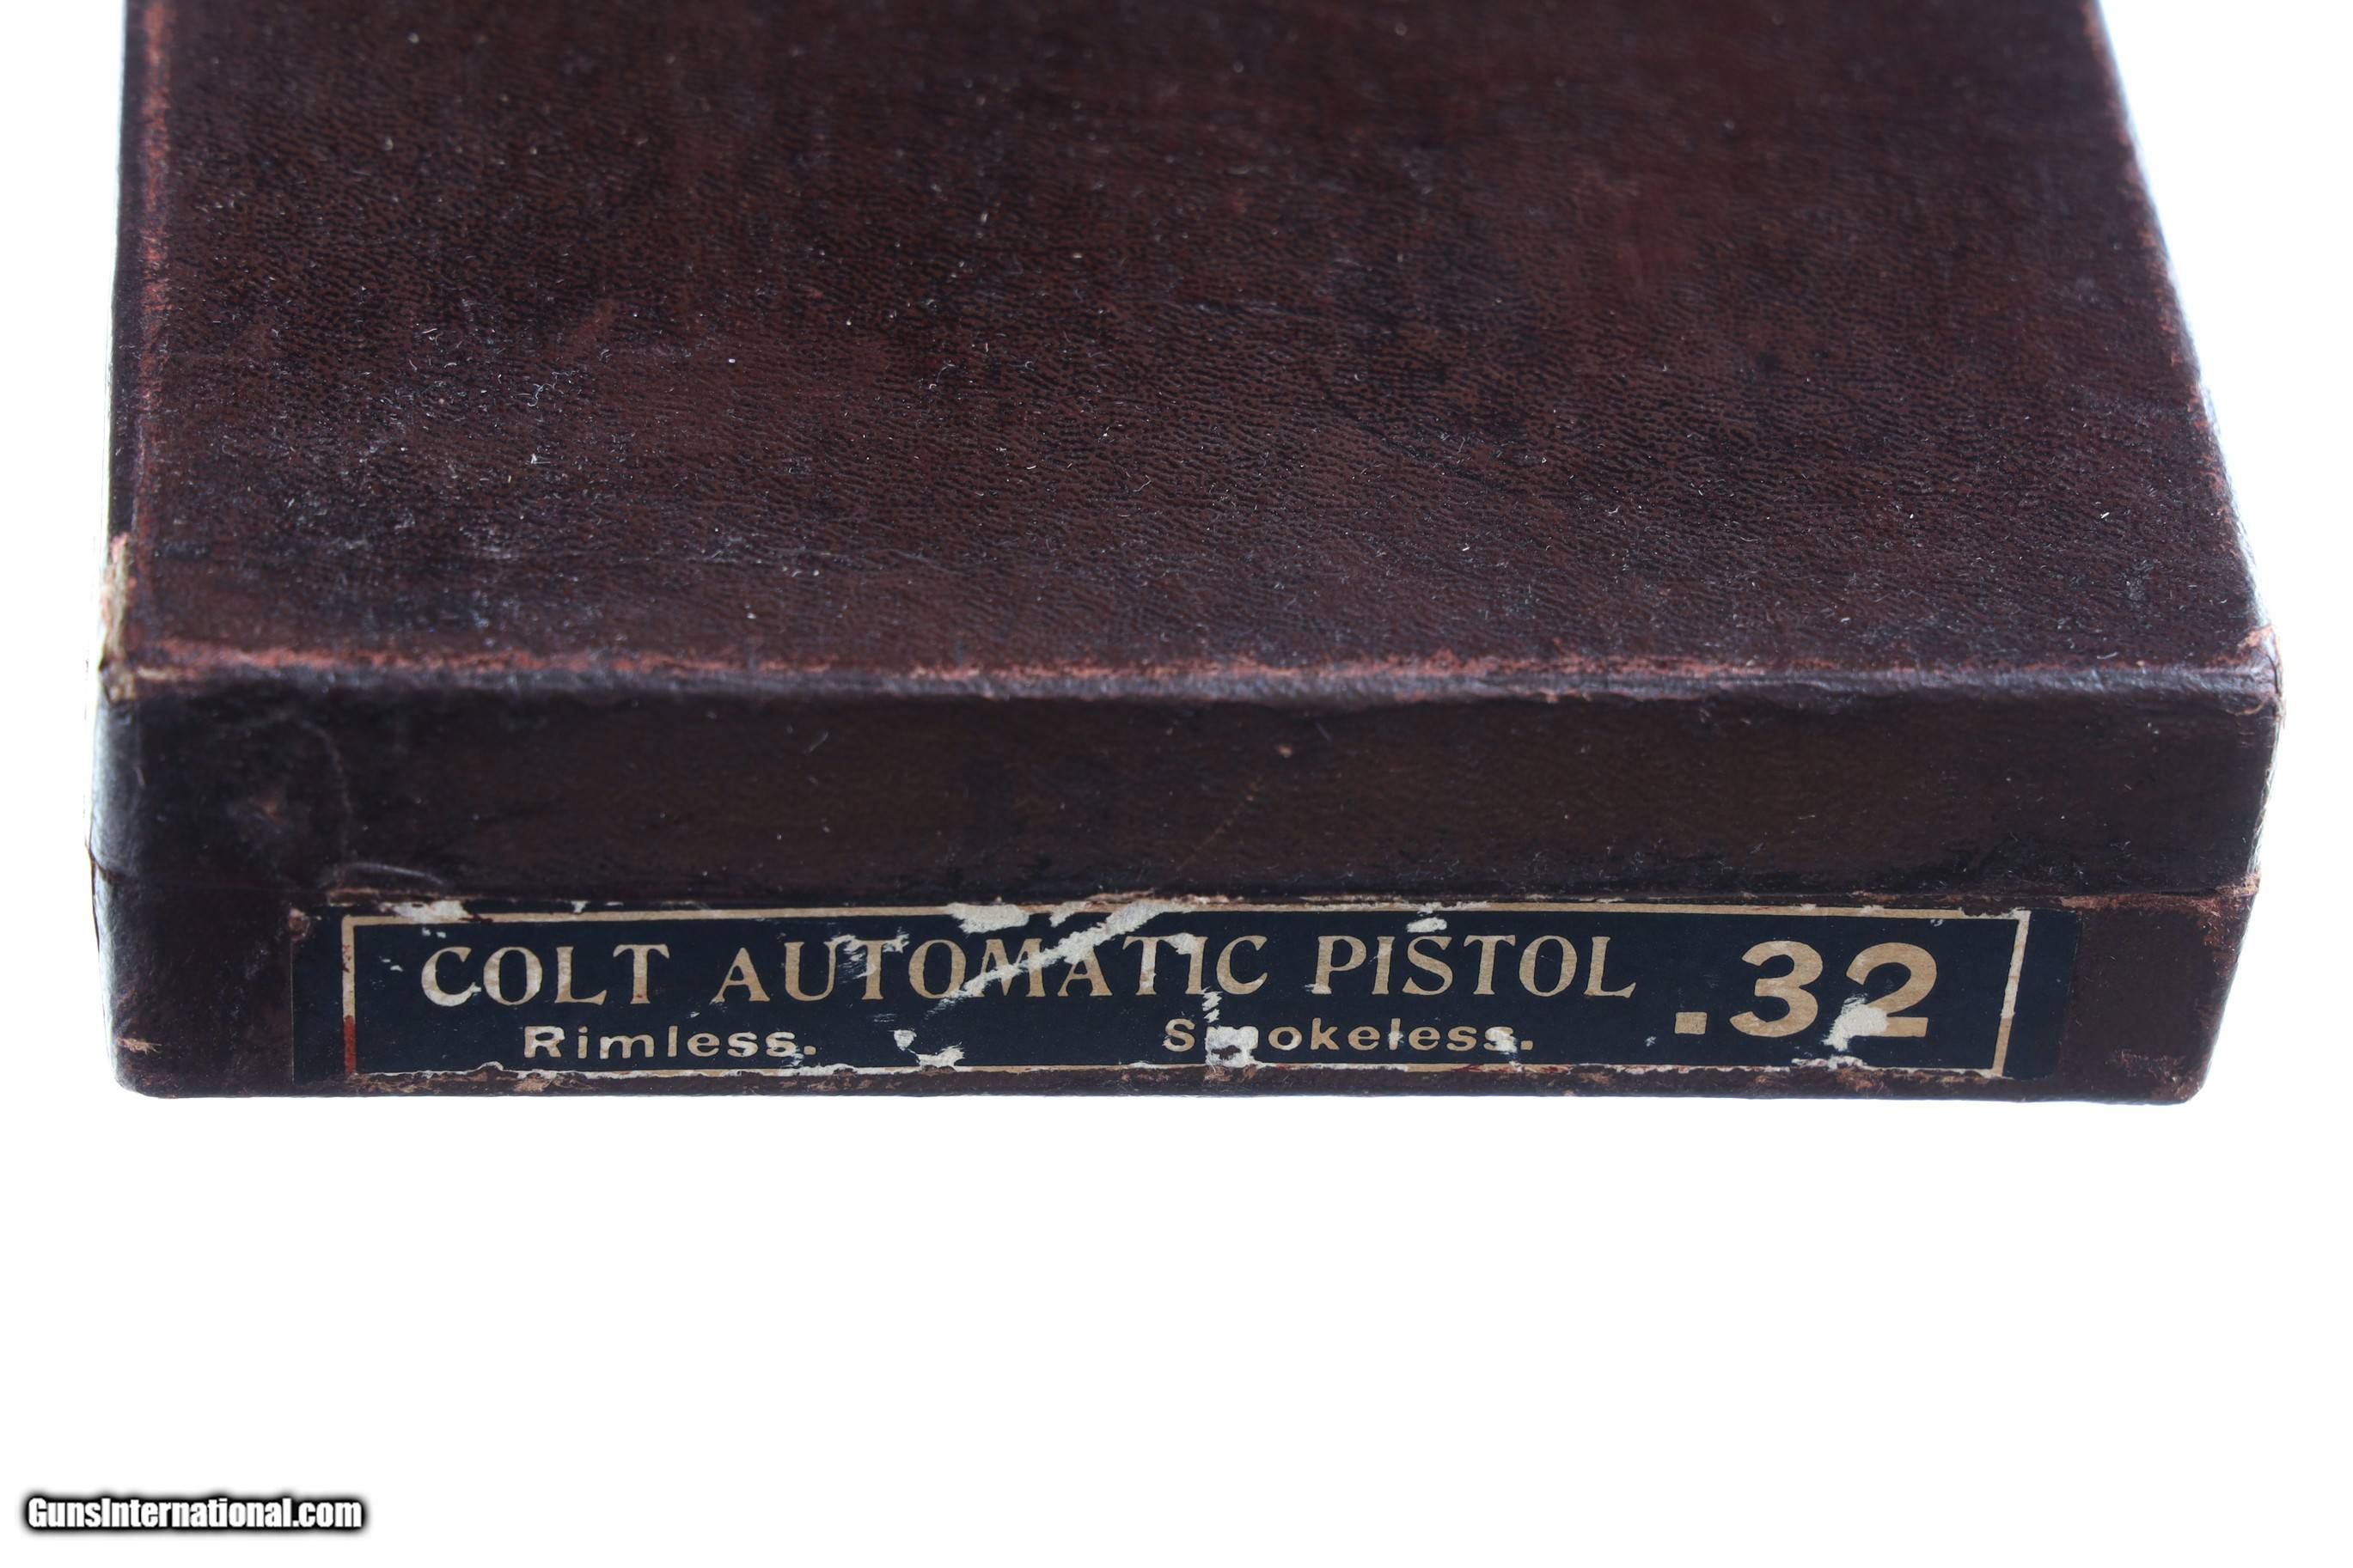 COLT AUTOMATIC PISTOL .32
Rimless. Smokeless.
GunsInternational.com